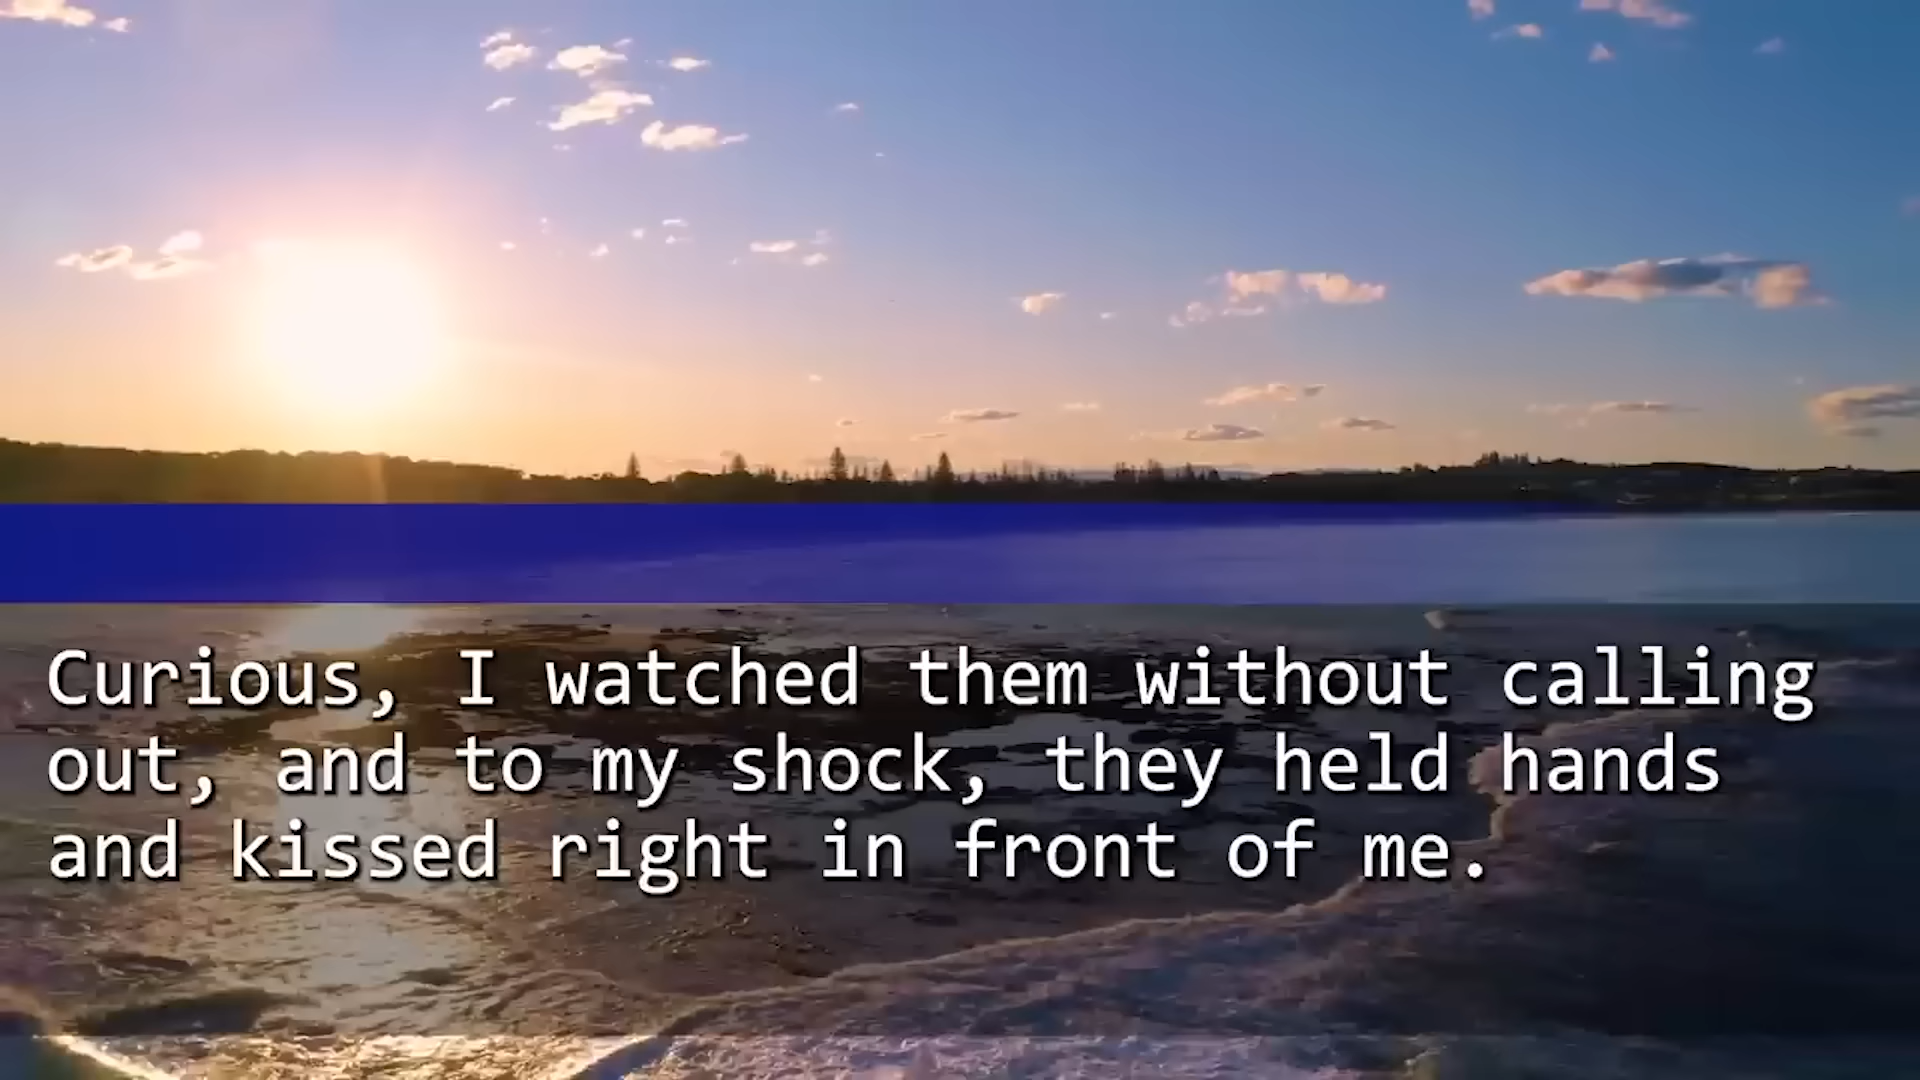 Curious, I watched them without calling
out, and to my shock, they held hands
and kissed right in front of me.